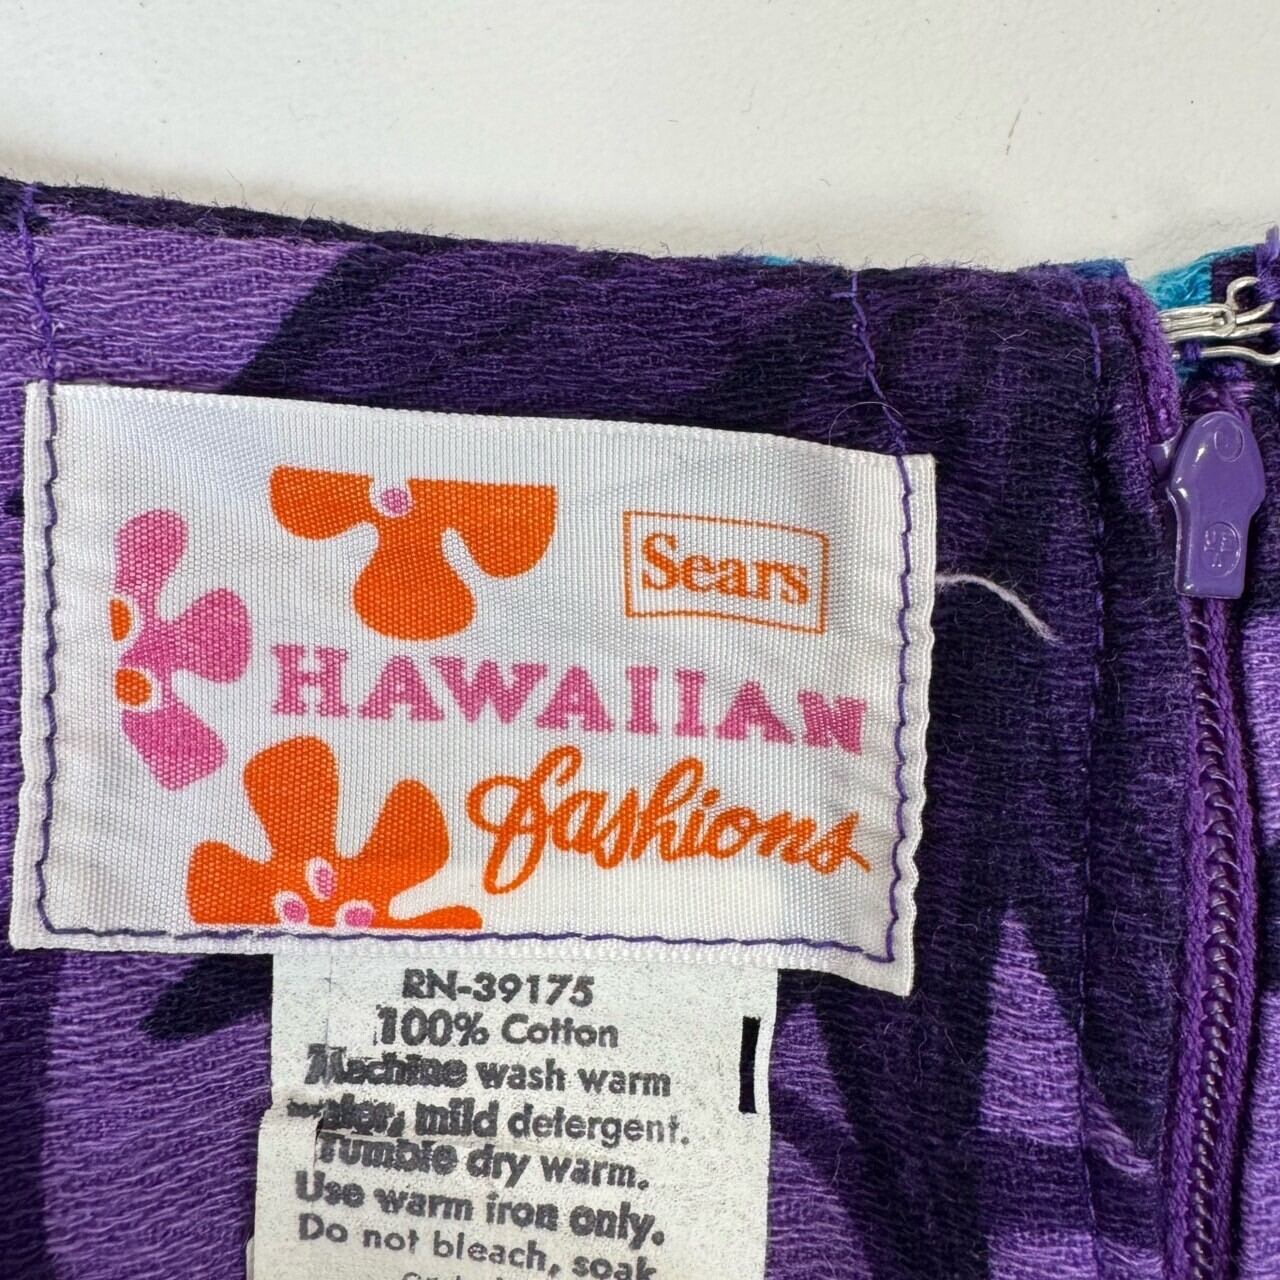 Sears
HAWAIIAN
fashions
RN-39175
100% Cotton
Machine wash warm
water, mild detergent.
Tumble dry warm.
Use warm iron only.
Do not bleach, soak